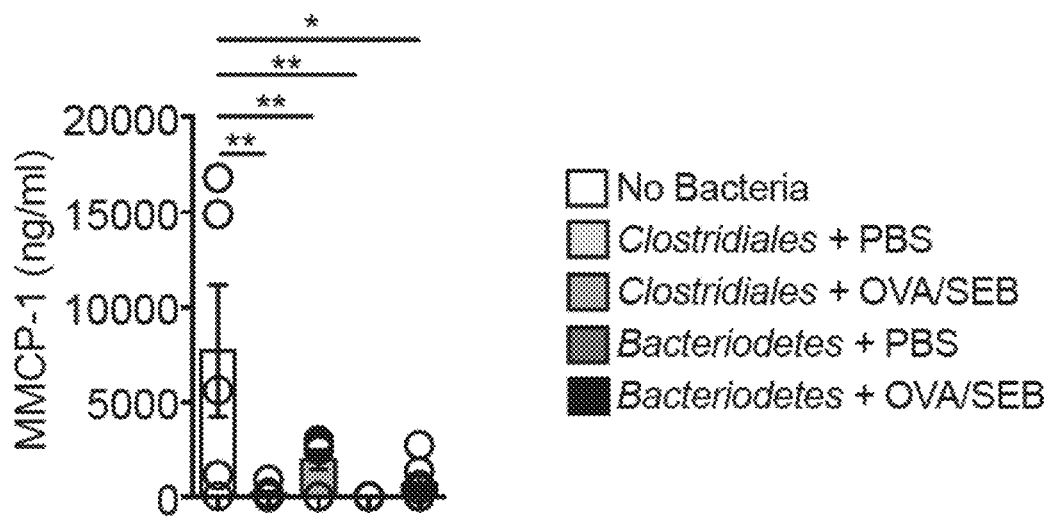 *
**
**
**
MMCP-1 (ng/ml)
20000
15000
10000
5000
0
No Bacteria
Clostridiales + PBS
Clostridiales + OVA/SEB
Bacteriodetes + PBS
Bacteriodetes + OVA/SEB